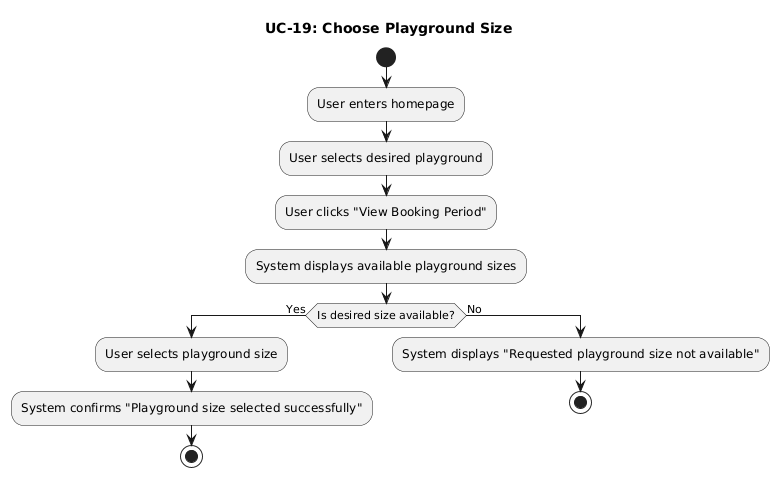 UC-19: Choose Playground Size
User enters homepage
User selects desired playground
User clicks "View Booking Period"
System displays available playground sizes
Yes
Is desired size available?
No
User selects playground size
System displays "Requested playground size not available"
System confirms "Playground size selected successfully"